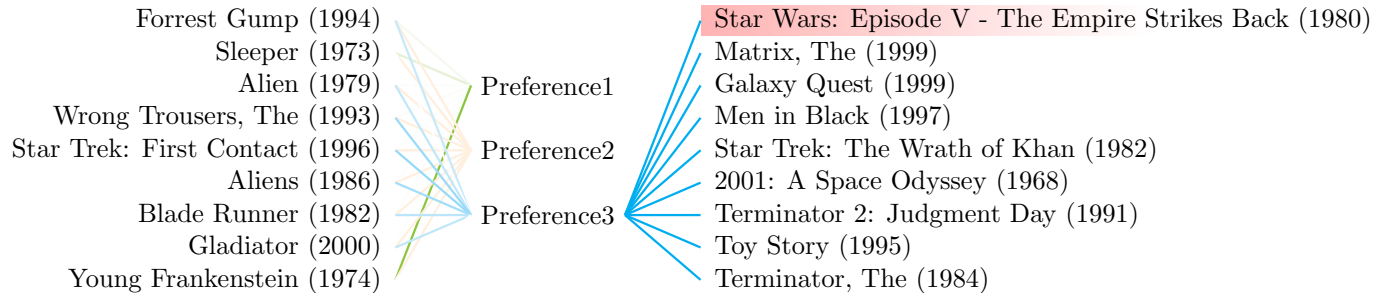 Forrest Gump (1994)
Sleeper (1973)
Alien (1979)
Wrong Trousers, The (1993)
Star Trek: First Contact (1996)
Aliens (1986)
Blade Runner (1982)
Gladiator (2000)
Young Frankenstein (1974)
Preference1
Preference2
Preference3
Star Wars: Episode V - The Empire Strikes Back (1980)
Matrix, The (1999)
Galaxy Quest (1999)
Men in Black (1997)
Star Trek: The Wrath of Khan (1982)
2001: A Space Odyssey (1968)
Terminator 2: Judgment Day (1991)
Toy Story (1995)
Terminator, The (1984)